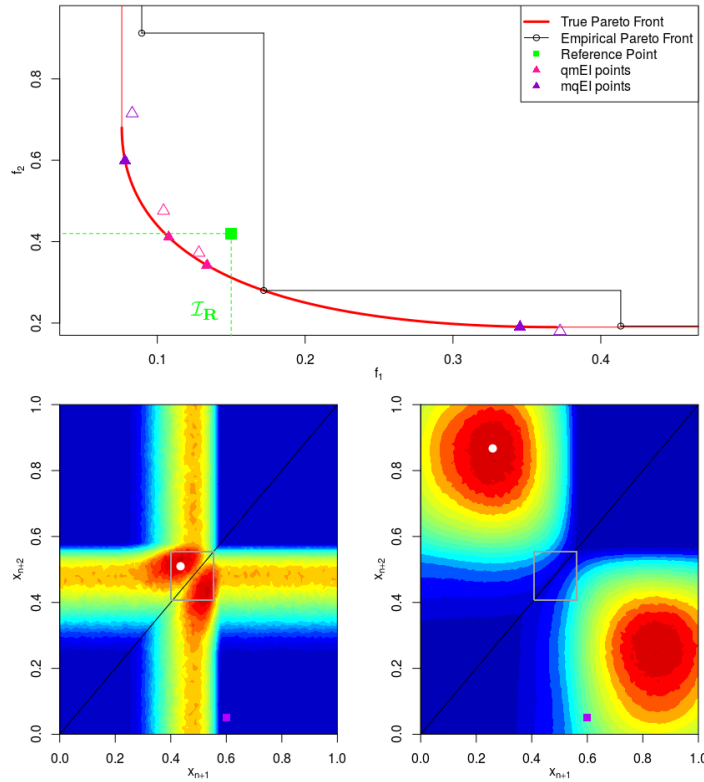 True Pareto Front
Empirical Pareto Front
Reference Point
qmEI points
mqEI points
f2
0.2 0.4 0.6 0.8
I_R
0.1 0.2 0.3 0.4
f1
xn+2
0.0 0.2 0.4 0.6 0.8 1.0
0.0 0.2 0.4 0.6 0.8 1.0
xn+1
xn+2
0.0 0.2 0.4 0.6 0.8 1.0
0.0 0.2 0.4 0.6 0.8 1.0
xn+1